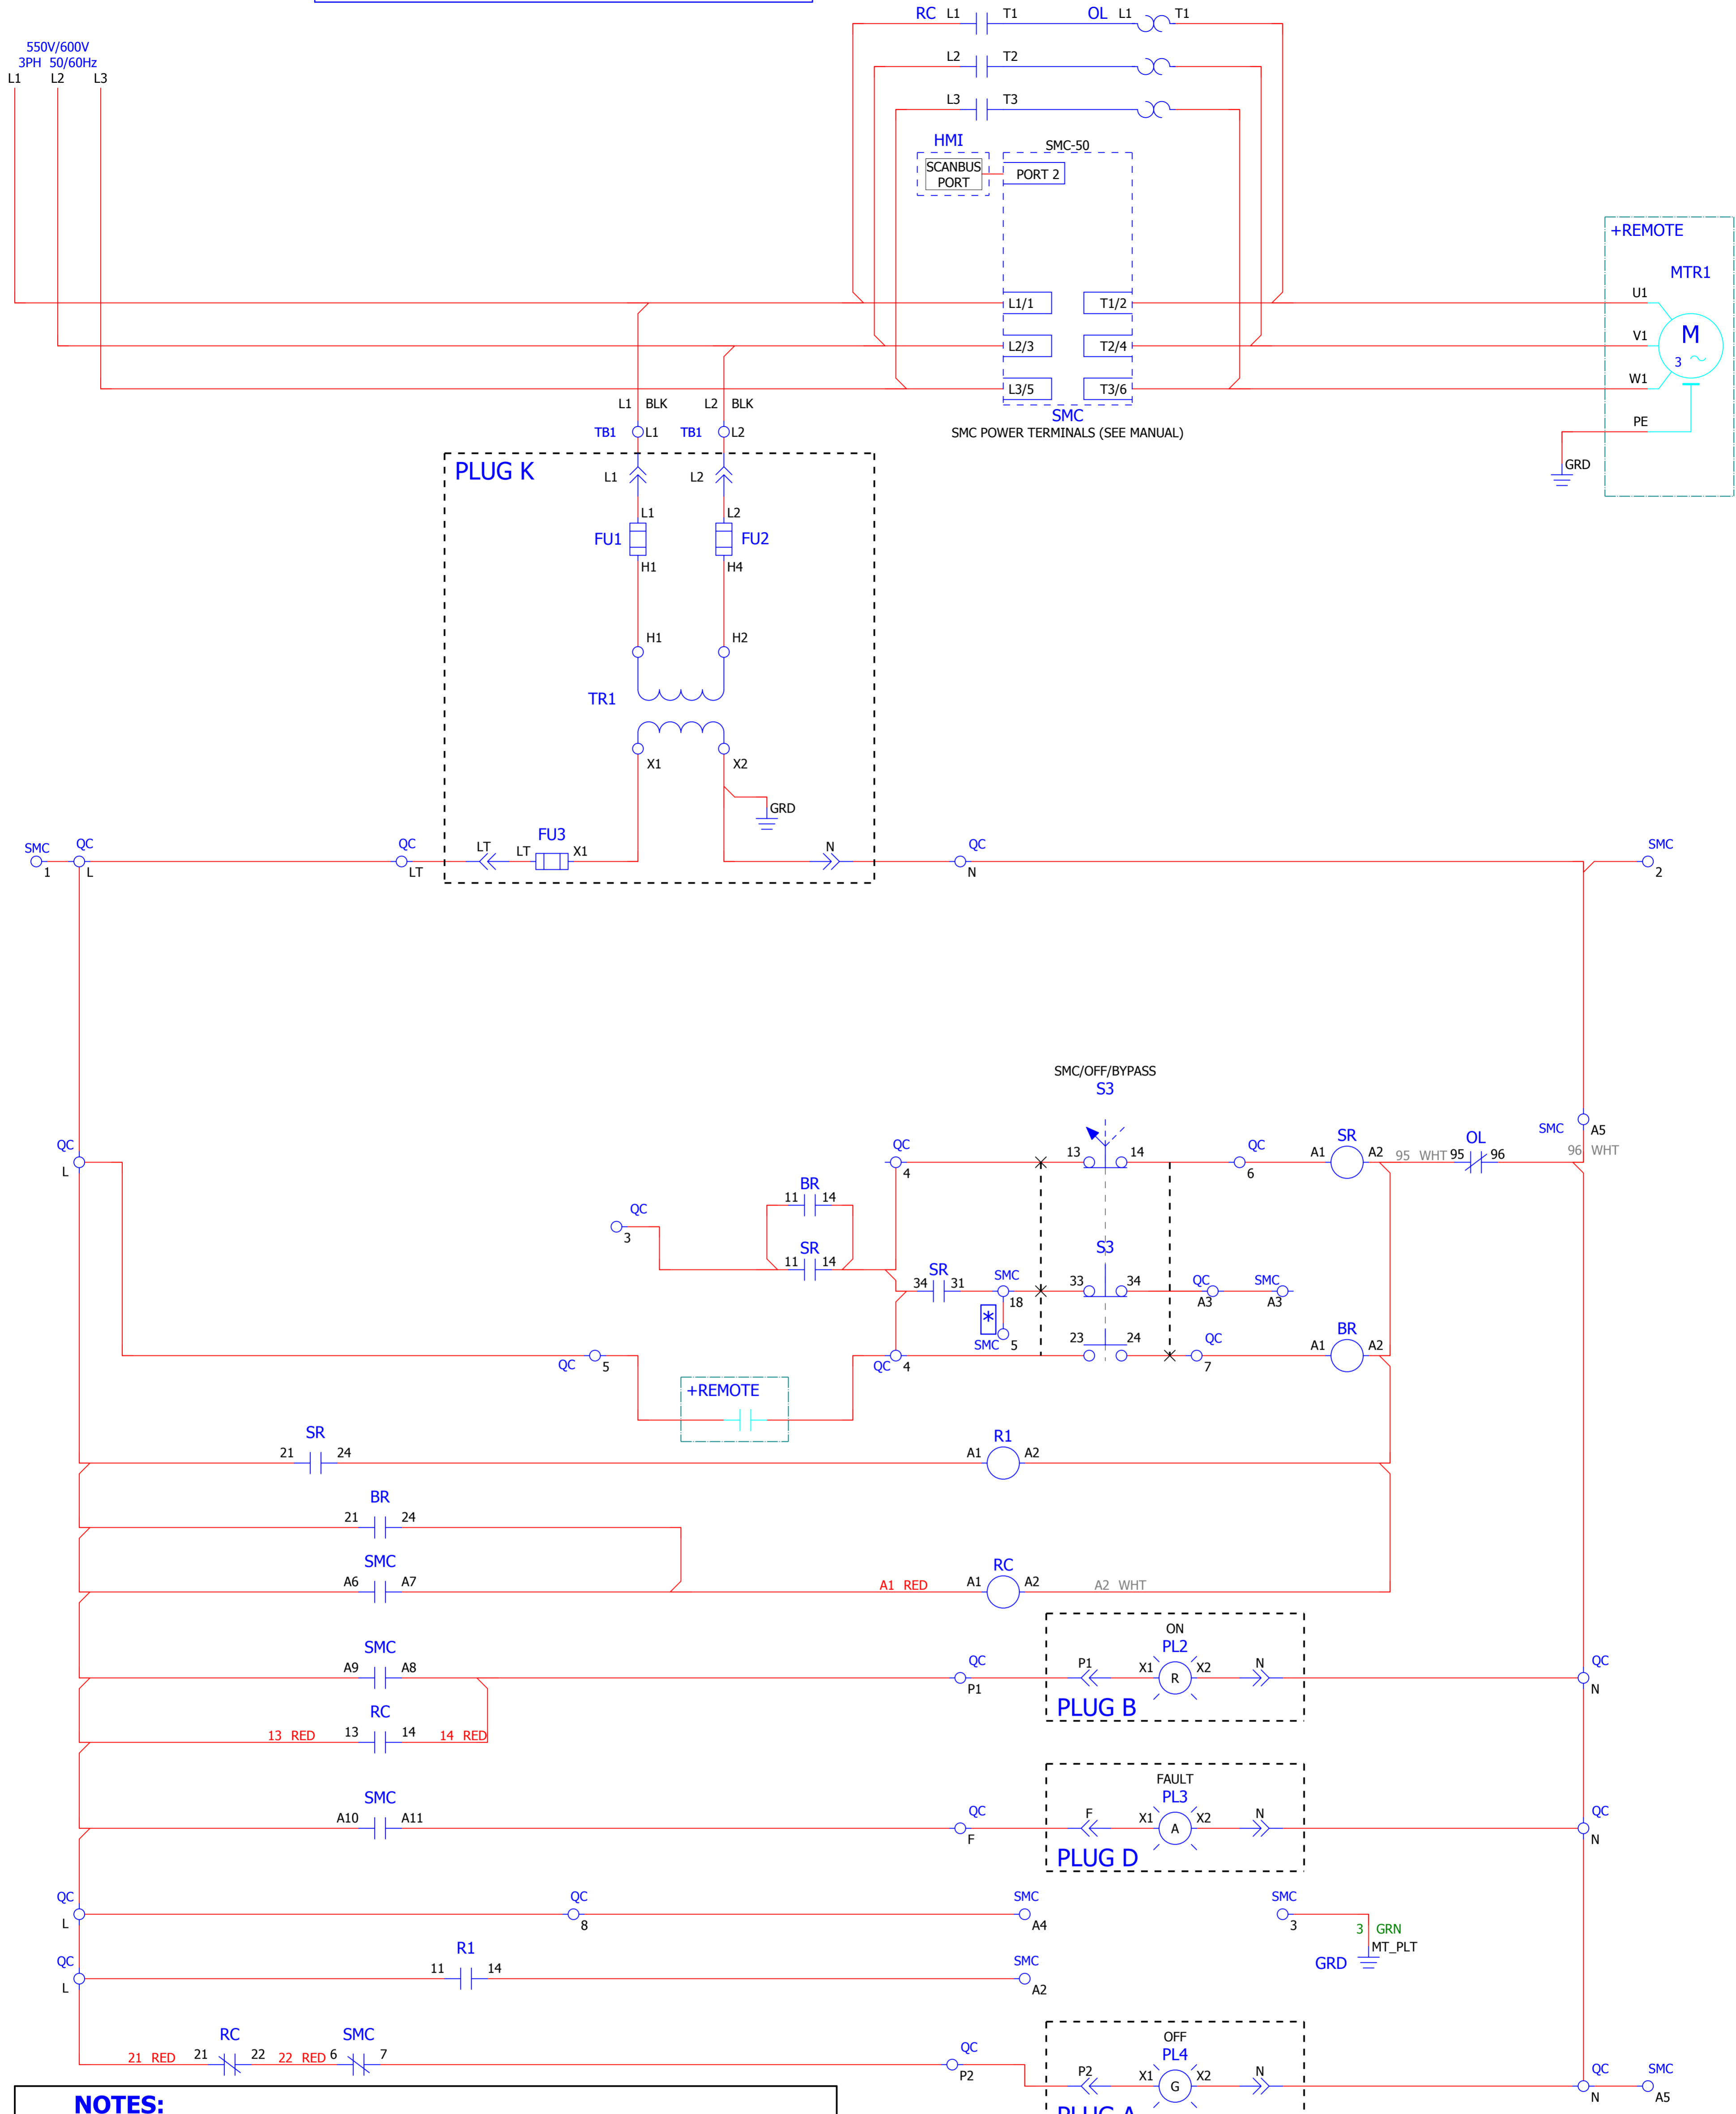 RC L1 T1 OL L1 T1
550V/600V
3PH 50/60Hz
L1 L2 L3
L2 T2
L3 T3
HMI
SMC-50
SCANBUS
PORT
PORT 2
+REMOTE
MTR1
L1/1 T1/2 U1
L2/3 T2/4 V1
M
3
L3/5 T3/6 W1
L1 BLK L2 BLK
SMC
SMC POWER TERMINALS (SEE MANUAL)
TB1 L1 TB1 L2
PE
GRD
PLUG K
L1 L2
L1 L2
FU1 FU2
H1 H4
H1 H2
TR1
X1 X2
GRD
SMC QC QC FU3 QC SMC
LT LT X1 N
1 L LT N 2
SMC/OFF/BYPASS
S3
SMC A5
QC 13 14 QC SR OL
QC 4 6 A1 A2 95 WHT 95 96 96 WHT
L
BR
11 14
QC
3
SR
11 14
S3
SR
34 31 SMC 33 34 QC SMC
18 A3 A3
*
SMC 5
23 24 QC BR
A1 A2
QC 5 QC 4 7
+REMOTE
SR R1
21 24 A1 A2
BR
21 24
SMC RC
A6 A7 A1 RED A1 A2 A2 WHT
ON
SMC PL2
A9 A8 QC P1 X1 R X2 N QC
P1 N
PLUG B
RC
13 RED 13 14 14 RED
FAULT
SMC PL3
A10 A11 QC F X1 A X2 N QC
F N
PLUG D
QC QC SMC SMC
L 8 A4 3
3 GRN
MT_PLT
GRD
QC R1 SMC
11 14
L A2
RC SMC OFF
21 RED 21 22 22 RED 6 7 QC PL4
P2 P2 X1 G X2 N QC SMC
N A5
NOTES:
PLUG A